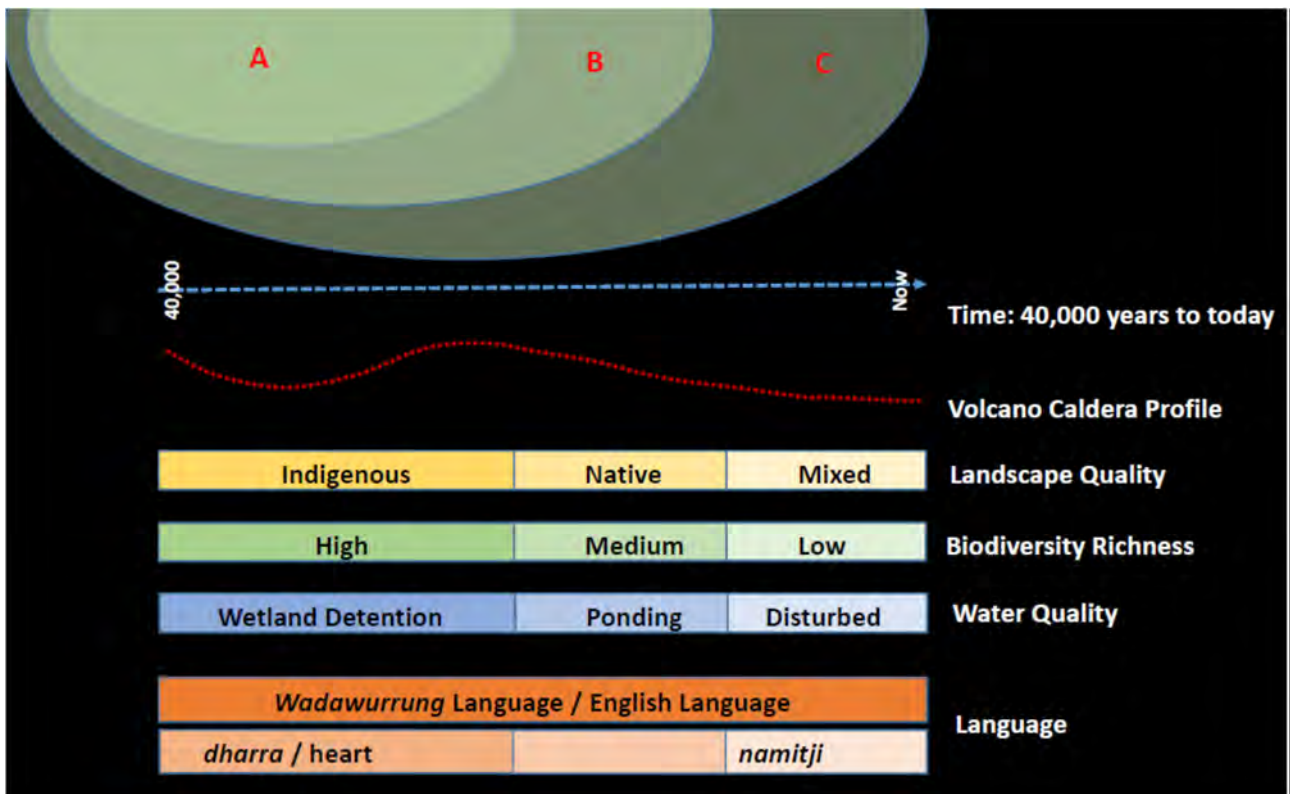 A
B
C
40,000
Now
Time: 40,000 years to today
Volcano Caldera Profile
Indigenous
Native
Mixed
Landscape Quality
High
Medium
Low
Biodiversity Richness
Wetland Detention
Ponding
Disturbed
Water Quality
Wadawurrung Language / English Language
Language
dharra / heart
namitji